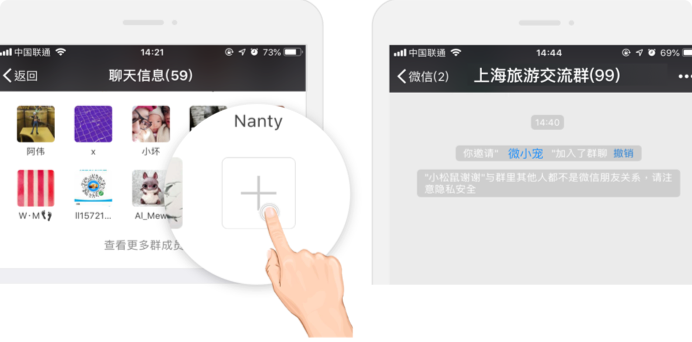 中国联通
14:21
73%
返回
聊天信息(59)
阿伟
x
小坏
Nanty
W·M
ll15721...
AI_Mew
查看更多群成员
中国联通
14:44
69%
微信(2)
上海旅游交流群(99)
14:40
你邀请"微小宠"加入了群聊 撤销
"小松鼠谢谢"与群里其他人都不是微信朋友关系，请注
意隐私安全